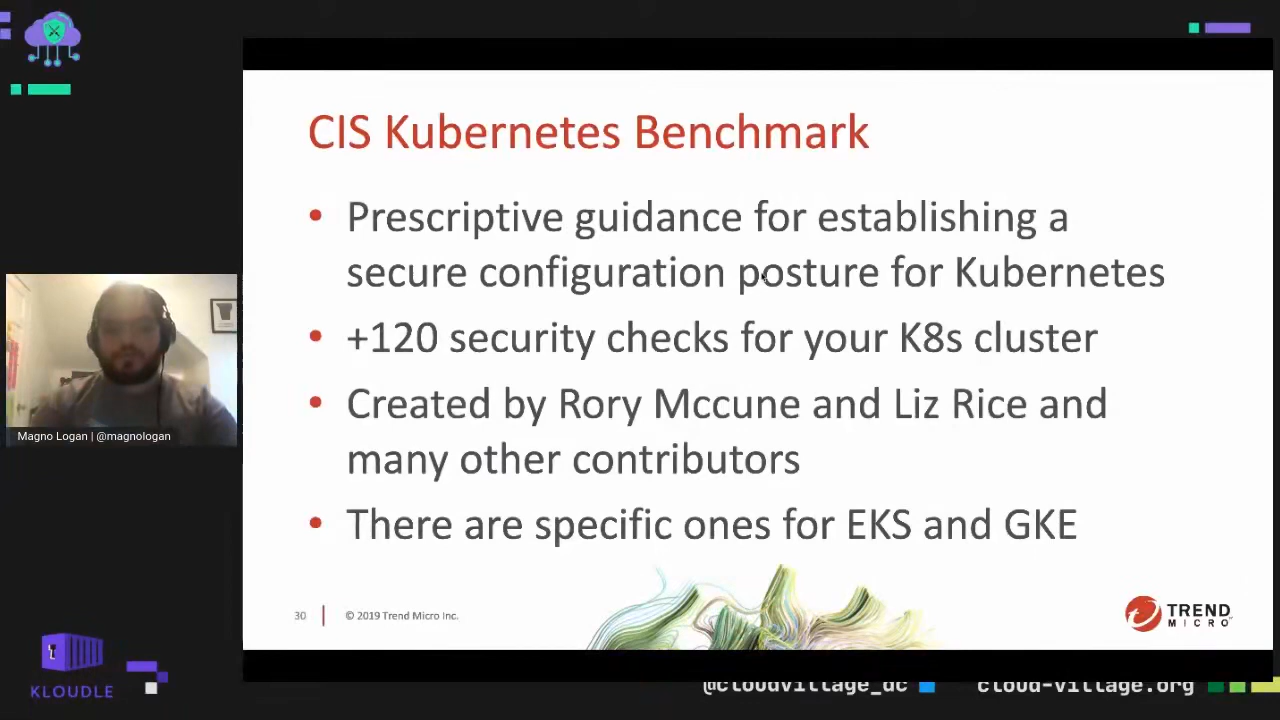 CIS Kubernetes Benchmark
• Prescriptive guidance for establishing a
secure configuration posture for Kubernetes
• +120 security checks for your K8s cluster
• Created by Rory Mccune and Liz Rice and
many other contributors
• There are specific ones for EKS and GKE
Magno Logan | @magnologan
30
© 2019 Trend Micro Inc.
TREND
MICRO
KLOUDLE
@cloudvillage_dc
cloud-village.org